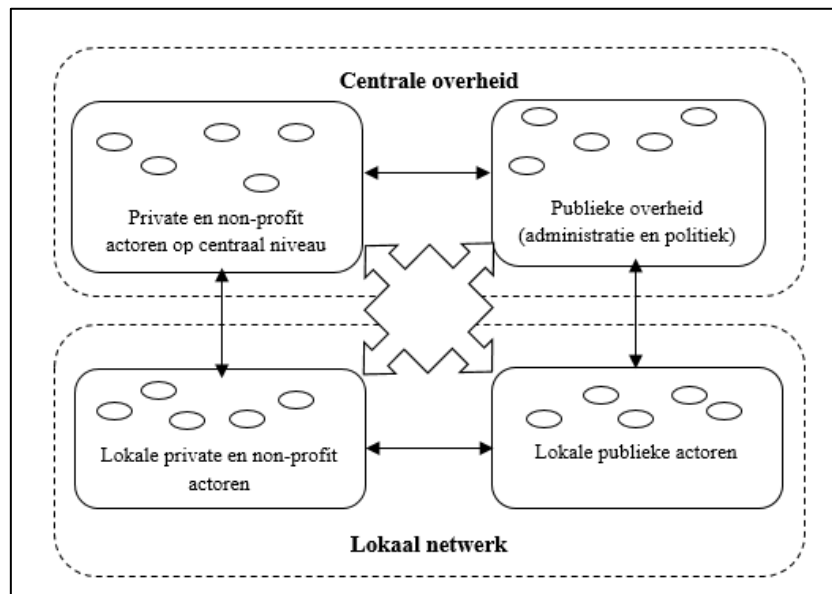 Centrale overheid
Private en non-profit
actoren op centraal niveau
Publieke overheid
(administratie en politiek)
Lokale private en non-profit
actoren
Lokale publieke actoren
Lokaal netwerk